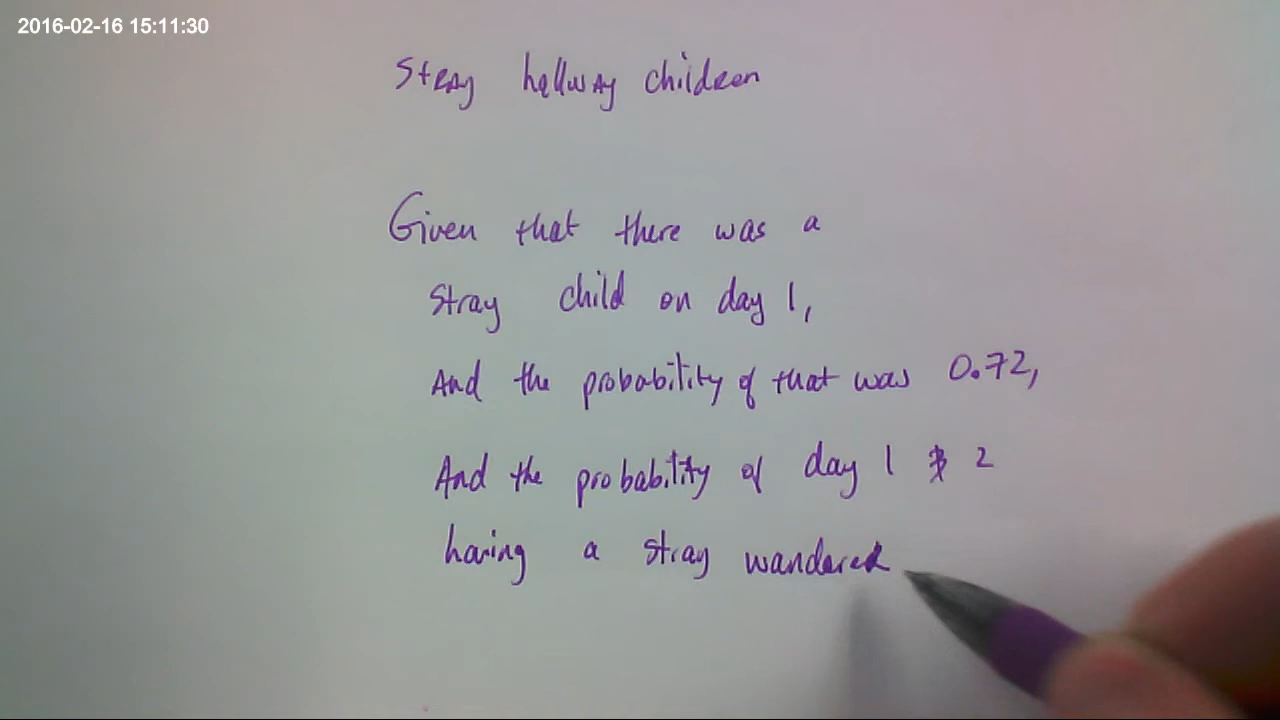 2016-02-16 15:11:30
Stray hallway children
Given that there was a
stray child on day 1,
And the probability of that was 0.72,
And the probability of day 1 & 2
having a stray wanderer